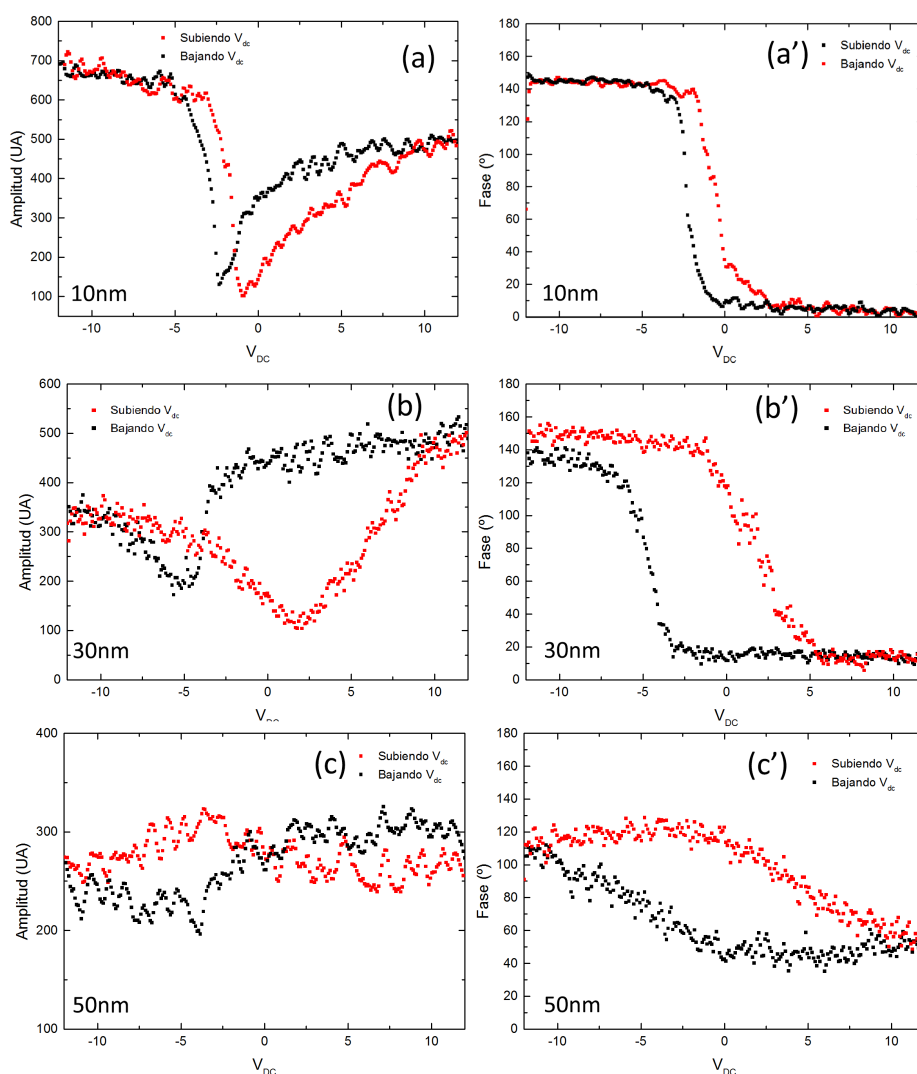 800
700
600
500
400
300
200
100
Amplitud (UA)
Subiendo V dc
Bajando V dc
(a)
10nm
-10 -5 0 5 10
V DC
160
140
120
100
80
60
40
20
0
Fase (º)
(a’)
Subiendo V dc
Bajando V dc
10nm
-10 -5 0 5 10
V DC
600
500
400
300
200
100
0
Amplitud (UA)
Subiendo V dc
Bajando V dc
(b)
30nm
-10 -5 0 5 10
V DC
180
160
140
120
100
80
60
40
20
0
Fase (º)
(b’)
Subiendo V dc
Bajando V dc
30nm
-10 -5 0 5 10
V DC
400
300
200
100
Amplitud (UA)
(c)
Subiendo V dc
Bajando V dc
50nm
-10 -5 0 5 10
V DC
180
160
140
120
100
80
60
40
20
0
Fase (º)
(c’)
Subiendo V dc
Bajando V dc
50nm
-10 -5 0 5 10
V DC